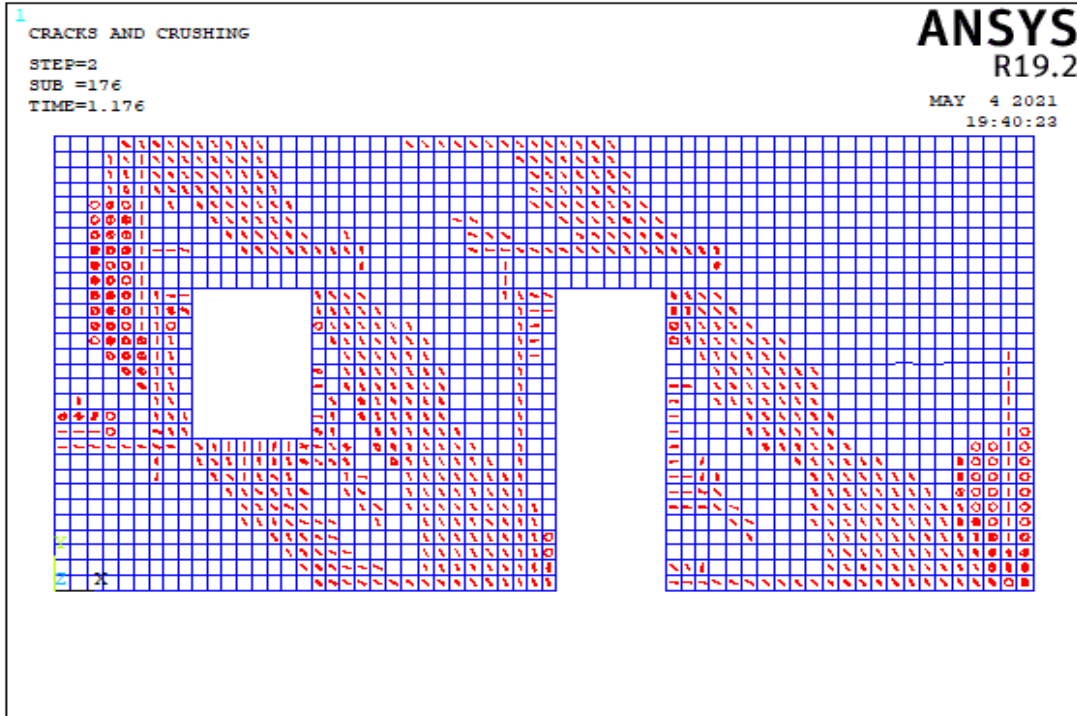 1
CRACKS AND CRUSHING
STEP=2
SUB =176
TIME=1.176
ANSYS
R19.2
MAY 4 2021
19:40:23
Y
Z X